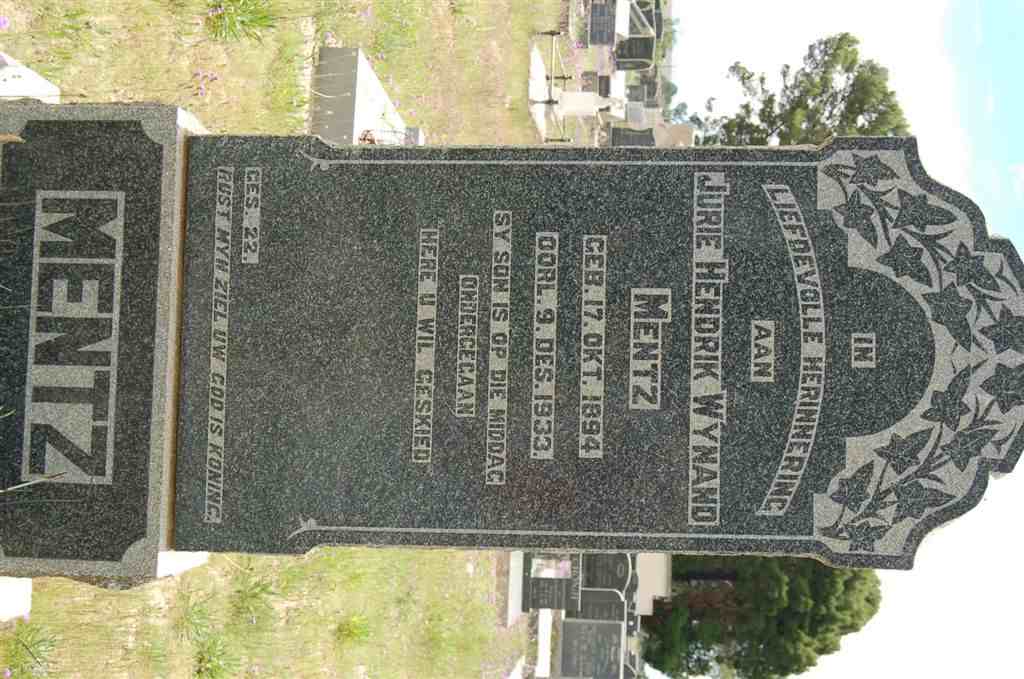 IN
LIEFDEVOLLE HERINNERING
AAN
JURIE HENDRIK WYNAND
MENTZ
GEB. 17. OKT. 1894
OORL. 9. DES. 1933.
SY SON IS OP DIE MIDDAG
ONDERGEGAAN
HERE U WIL GESKIED
GES. 22.
RUST MYN ZIEL UW GOD IS KONING.
MENTZ